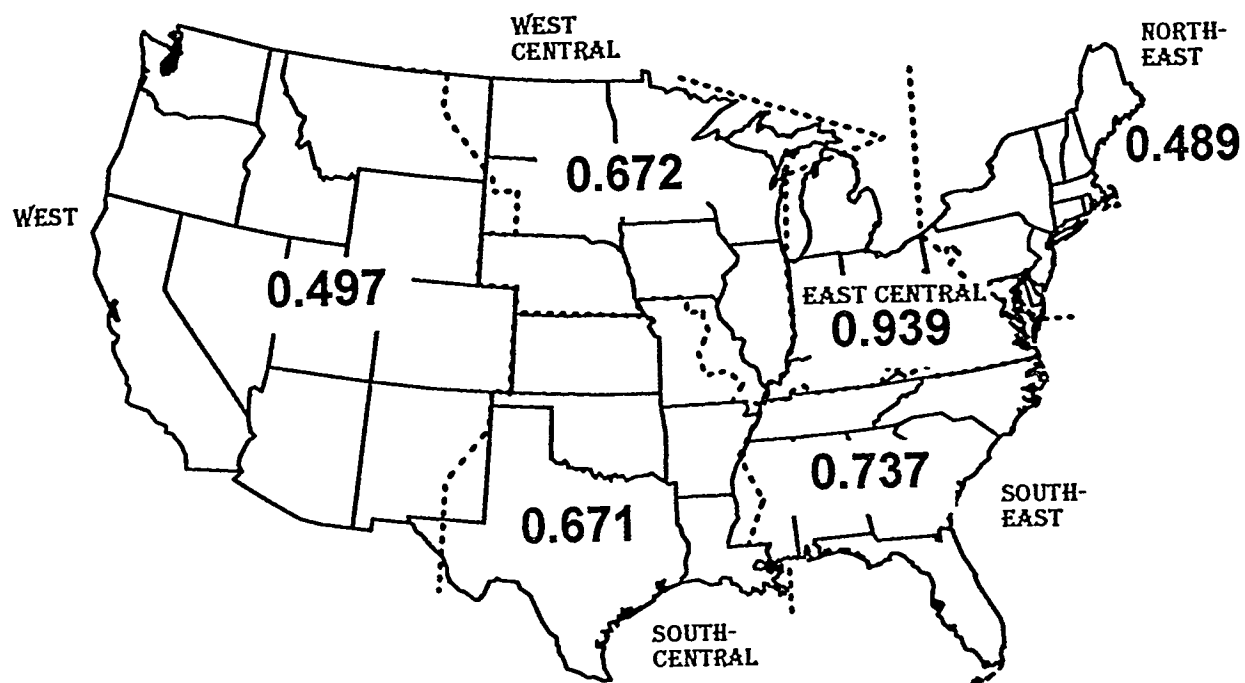 WEST
CENTRAL
NORTH-
EAST
0.489
0.672
WEST
0.497
EAST CENTRAL
0.939
0.737
SOUTH-
EAST
0.671
SOUTH-
CENTRAL